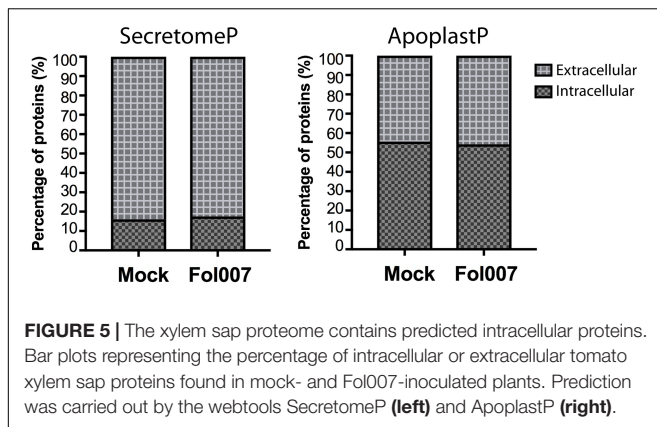 SecretomeP
Percentage of proteins (%)
100
90
80
70
60
50
40
30
20
10
0
Mock Fol007
ApoplastP
Percentage of proteins (%)
100
90
80
70
60
50
40
30
20
10
0
Mock Fol007
Extracellular
Intracellular
FIGURE 5 | The xylem sap proteome contains predicted intracellular proteins.
Bar plots representing the percentage of intracellular or extracellular tomato
xylem sap proteins found in mock- and Fol007-inoculated plants. Prediction
was carried out by the webtools SecretomeP (left) and ApoplastP (right).